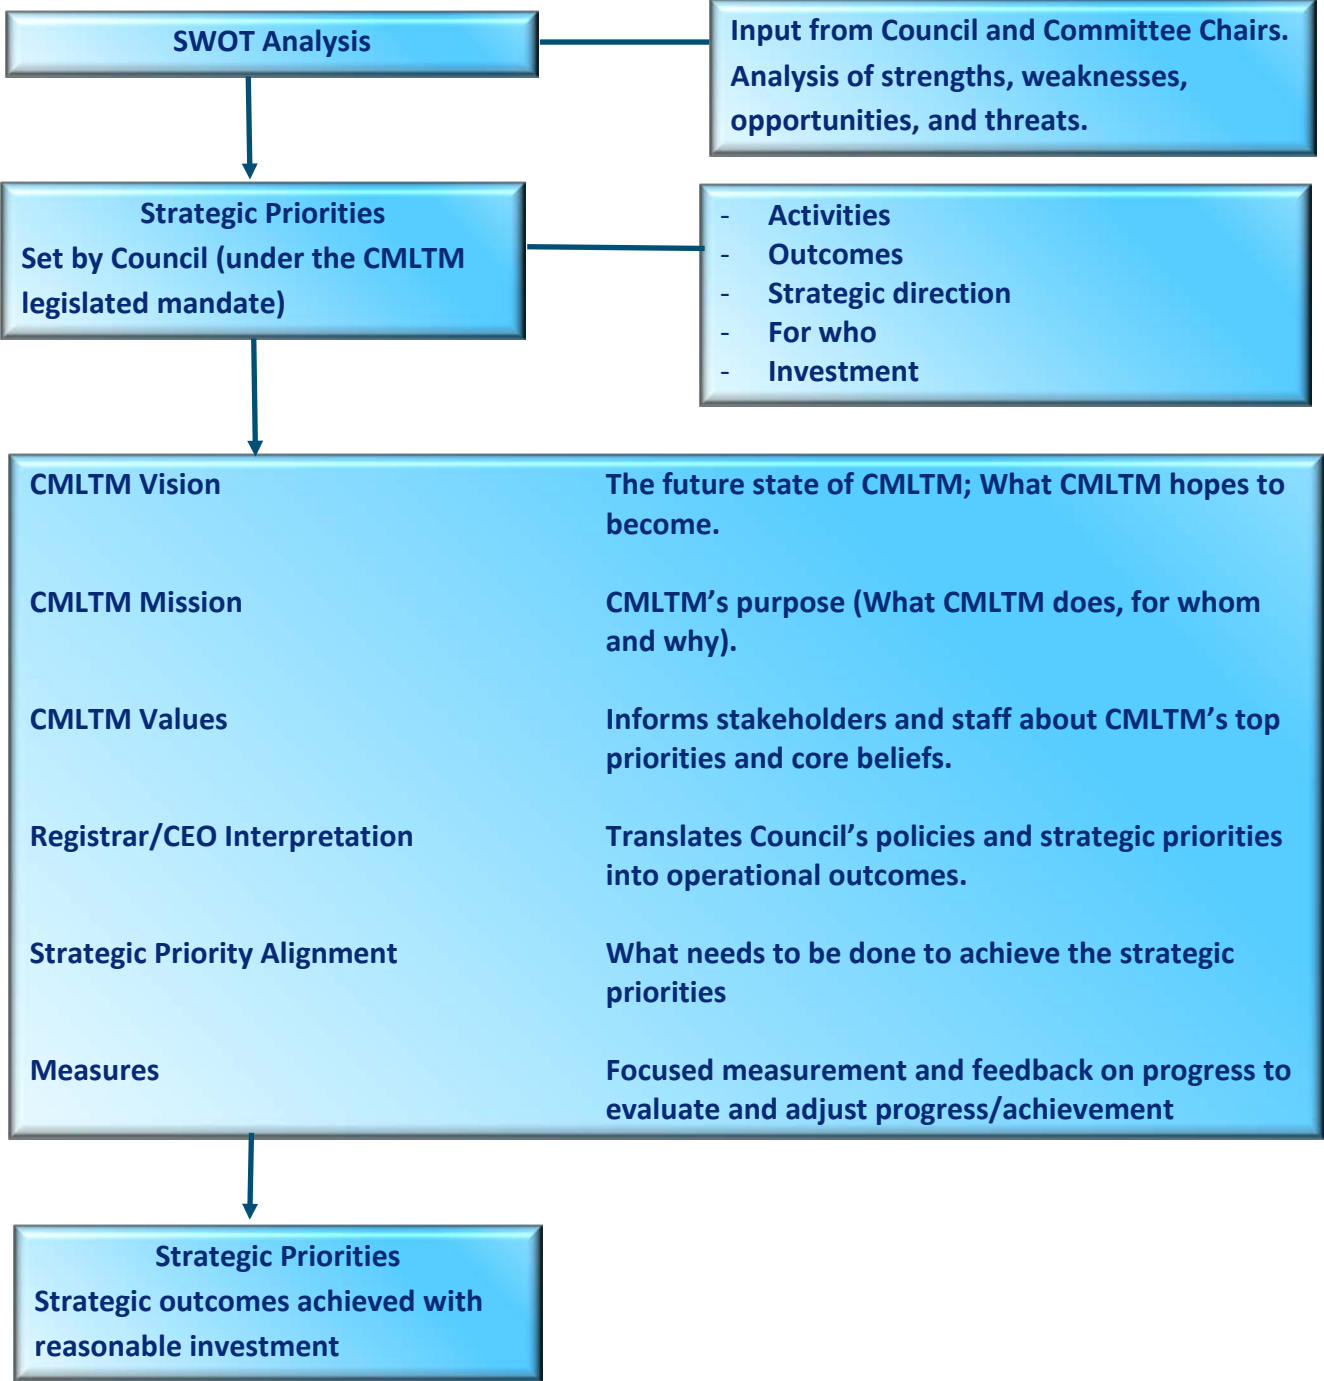 SWOT Analysis
Input from Council and Committee Chairs.
Analysis of strengths, weaknesses,
opportunities, and threats.
Strategic Priorities
Set by Council (under the CMLTM
legislated mandate)
- Activities
- Outcomes
- Strategic direction
- For who
- Investment
CMLTM Vision
The future state of CMLTM; What CMLTM hopes to
become.
CMLTM Mission
CMLTM’s purpose (What CMLTM does, for whom
and why).
CMLTM Values
Informs stakeholders and staff about CMLTM’s top
priorities and core beliefs.
Registrar/CEO Interpretation
Translates Council’s policies and strategic priorities
into operational outcomes.
Strategic Priority Alignment
What needs to be done to achieve the strategic
priorities
Measures
Focused measurement and feedback on progress to
evaluate and adjust progress/achievement
Strategic Priorities
Strategic outcomes achieved with
reasonable investment